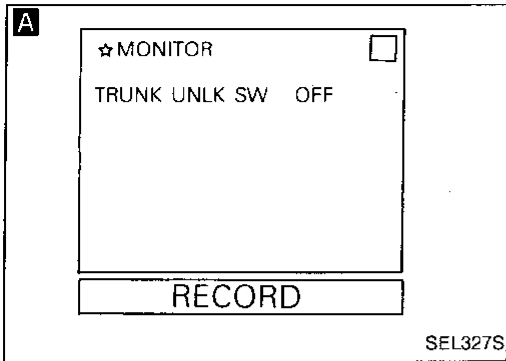 A
☆MONITOR
TRUNK UNLK SW OFF
RECORD
SEL327S